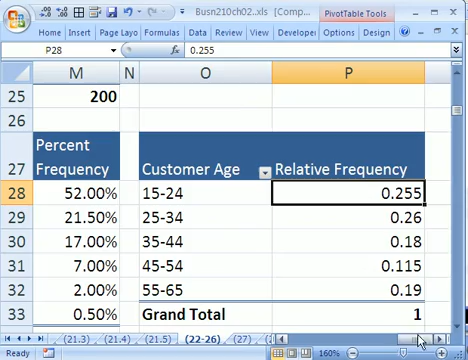 Busn210ch02..xls [Comp... PivotTable Tools
Home Insert Page Layo Formulas Data Review View Developer Options Design
P28 fx 0.255
M N O P
25 200
26
27 Percent Frequency Customer Age Relative Frequency
28 52.00% 15-24 0.255
29 21.50% 25-34 0.26
30 17.00% 35-44 0.18
31 7.00% 45-54 0.115
32 2.00% 55-65 0.19
33 0.50% Grand Total 1
(21.3) (21.4) (21.5) (22-26) (27)
Ready 160%